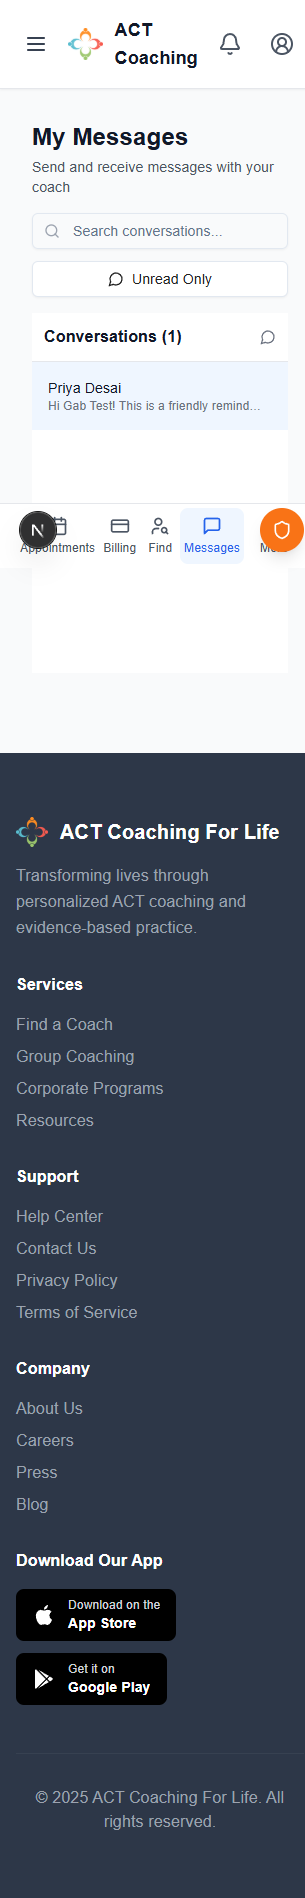 ACT
Coaching
My Messages
Send and receive messages with your
coach
Search conversations...
Unread Only
Conversations (1)
Priya Desai
Hi Gab Test! This is a friendly remind...
N
Appointments
Billing
Find
Messages
ACT Coaching For Life
Transforming lives through
personalized ACT coaching and
evidence-based practice.
Services
Find a Coach
Group Coaching
Corporate Programs
Resources
Support
Help Center
Contact Us
Privacy Policy
Terms of Service
Company
About Us
Careers
Press
Blog
Download Our App
Download on the
App Store
Get it on
Google Play
© 2025 ACT Coaching For Life. All
rights reserved.